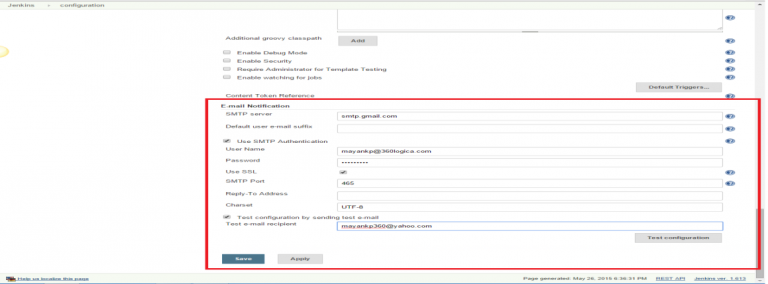 Jenkins › configuration
Additional groovy classpath Add
Enable Debug Mode
Enable Security
Require Administrator for Template Testing
Enable watching for jobs
Default Triggers...
Content Token Reference
E-mail Notification
SMTP server smtp.gmail.com
Default user e-mail suffix
Use SMTP Authentication
User Name mayankp@360logica.com
Password •••••••••
Use SSL
SMTP Port 465
Reply-To Address
Charset UTF-8
Test configuration by sending test e-mail
Test e-mail recipient mayankp360@yahoo.com
Test configuration
Save Apply
Help us localize this page Page generated: May 26, 2015 6:36:31 PM REST API Jenkins ver. 1.613